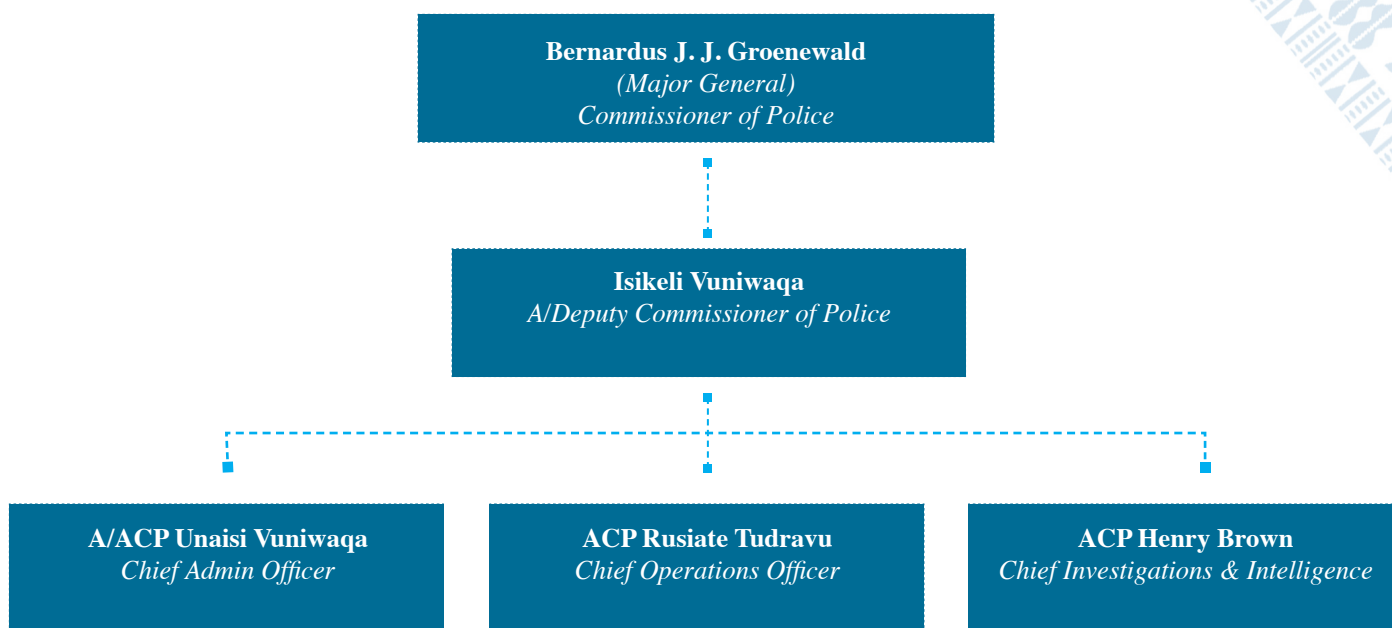 Bernardus J. J. Groenewald
(Major General)
Commissioner of Police
Isikeli Vuniwaqa
A/Deputy Commissioner of Police
A/ACP Unaisi Vuniwaqa
Chief Admin Officer
ACP Rusiate Tudravu
Chief Operations Officer
ACP Henry Brown
Chief Investigations & Intelligence